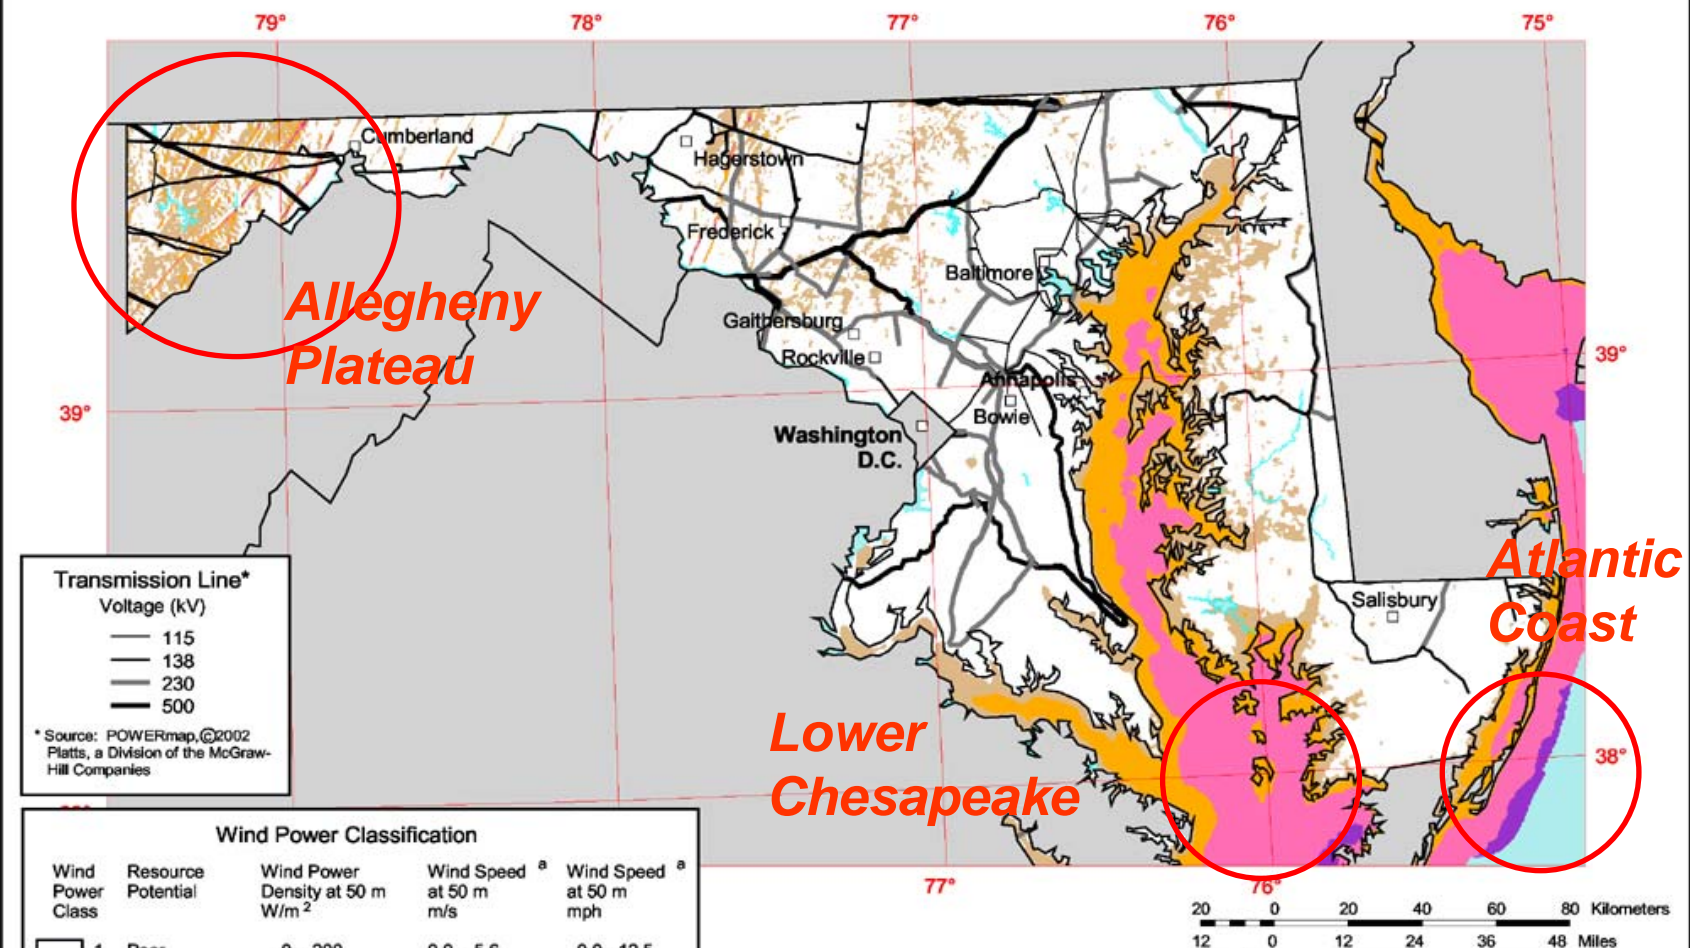 79°
78°
77°
76°
75°
Cumberland
Hagerstown
Frederick
Baltimore
Allegheny
Plateau
Gaithersburg
Rockville
39°
Annapolis
Bowie
39°
Washington
D.C.
Atlantic
Coast
Salisbury
Transmission Line*
Voltage (kV)
115
138
230
500
* Source: POWERmap,©2002
Platts, a Division of the McGraw-
Hill Companies
Lower
Chesapeake
38°
77°
76°
Wind Power Classification
Wind Power Class
Resource Potential
Wind Power Density at 50 m W/m 2
Wind Speed a at 50 m m/s
Wind Speed a at 50 m mph
20 0 20 40 60 80 Kilometers
12 0 12 24 36 48 Miles